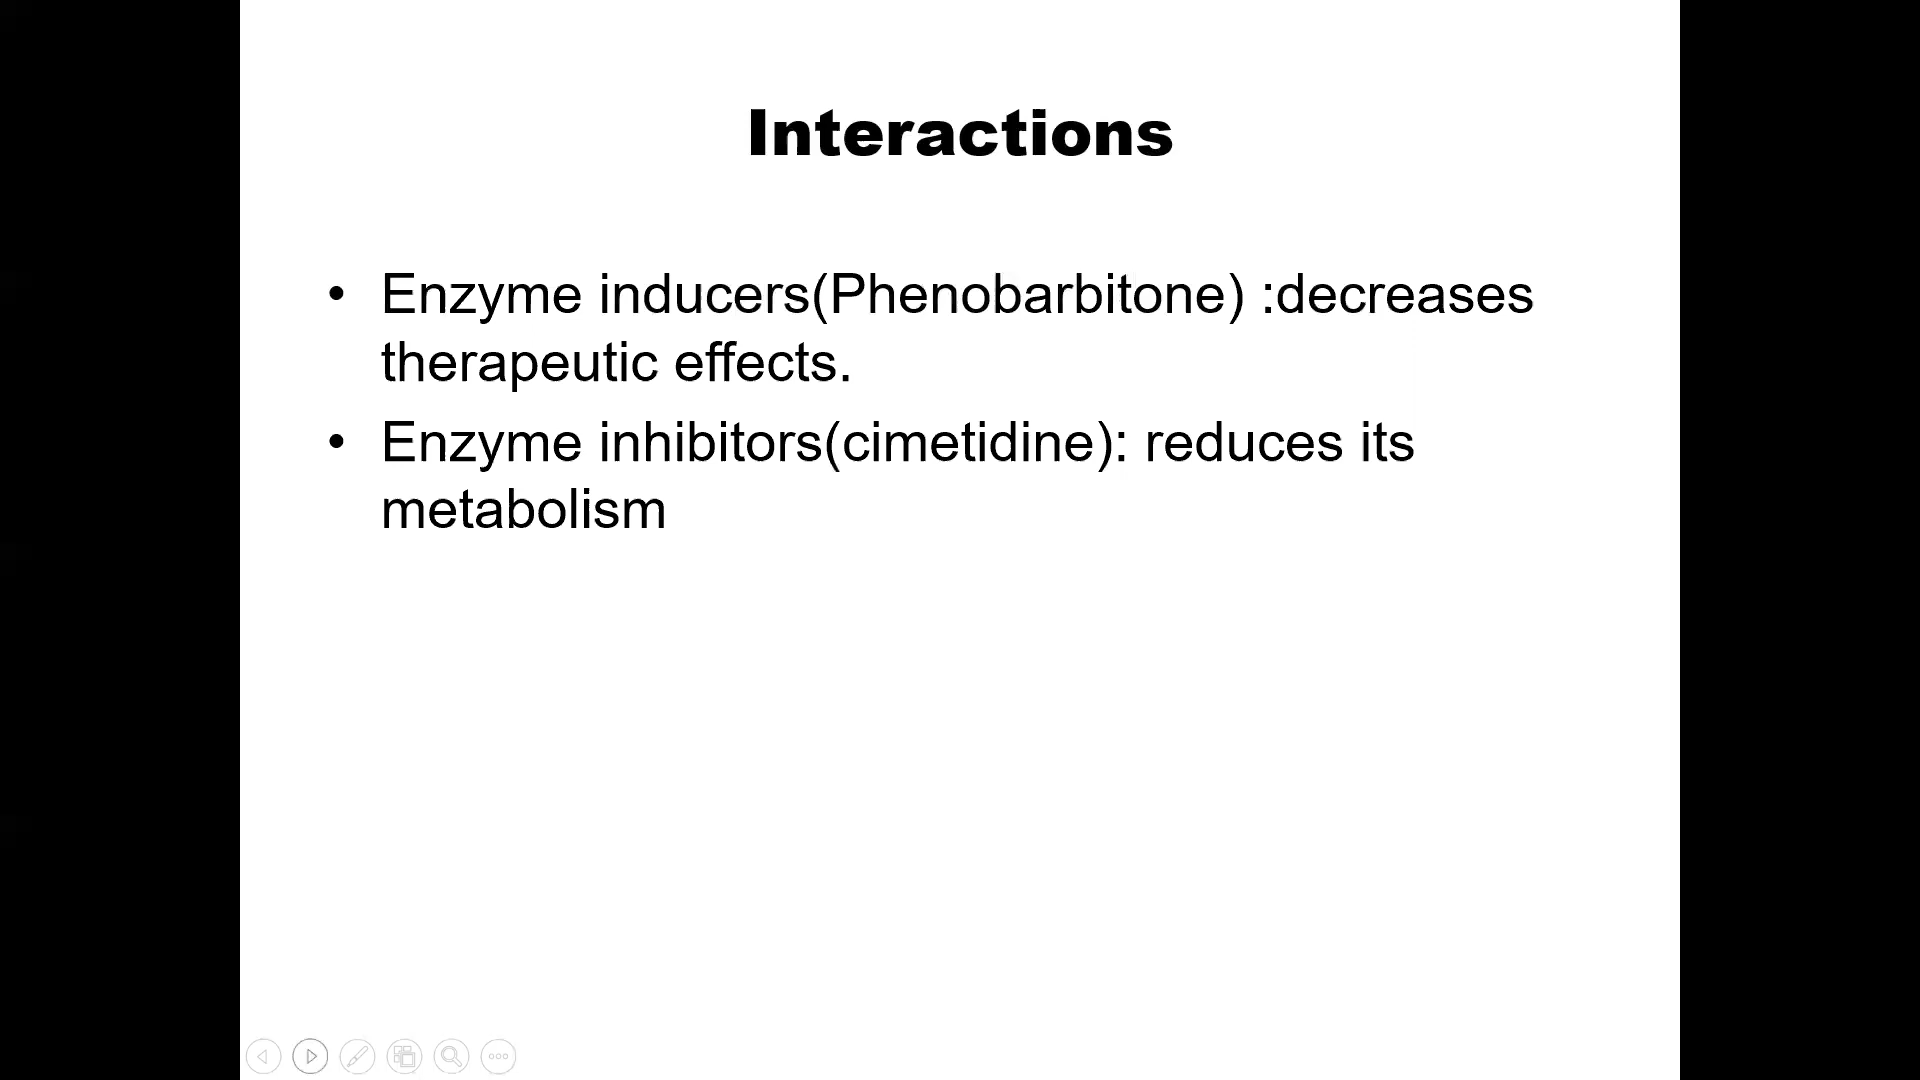 Interactions
• Enzyme inducers(Phenobarbitone) :decreases
therapeutic effects.
• Enzyme inhibitors(cimetidine): reduces its
metabolism